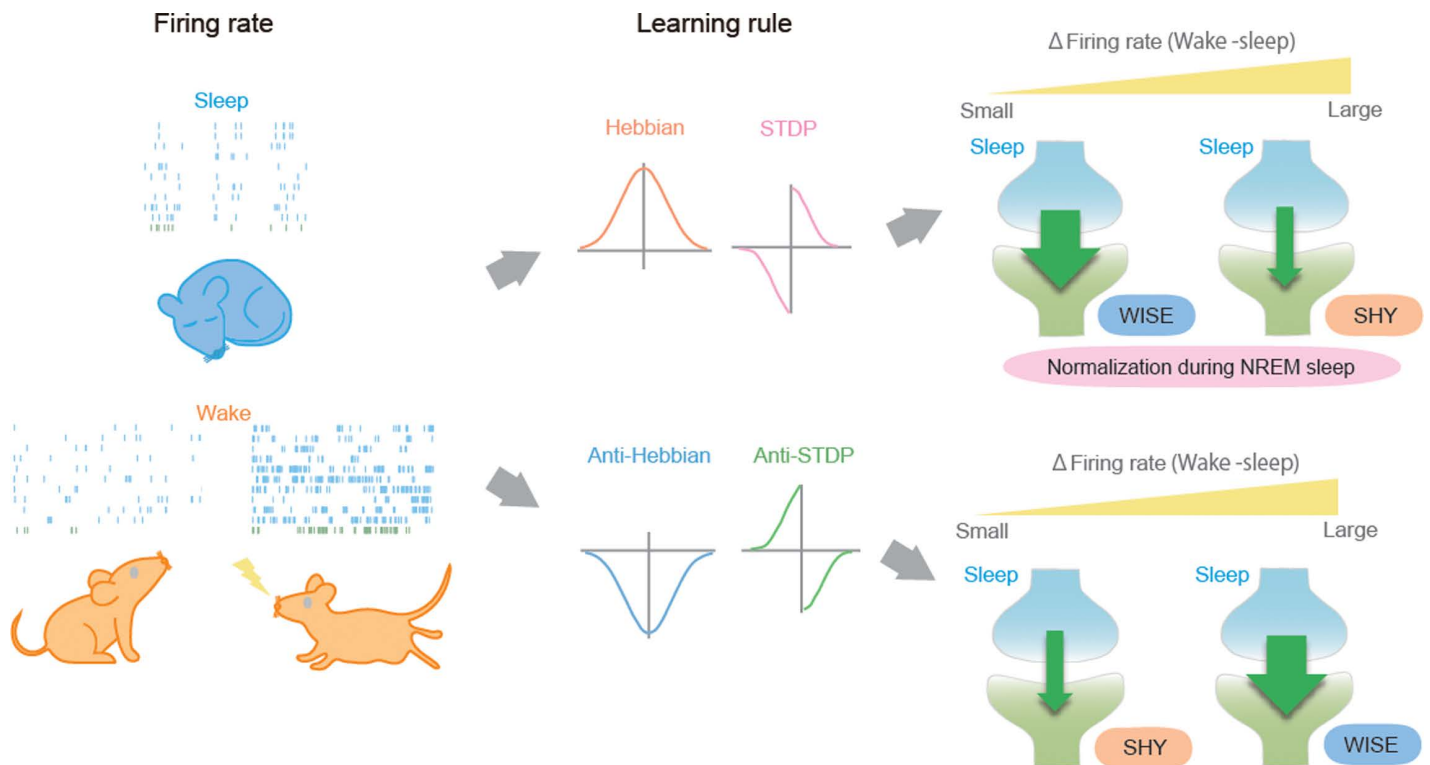 Firing rate
Learning rule
Δ Firing rate (Wake -sleep)
Small
Large
Sleep
Hebbian
STDP
Sleep
Sleep
WISE
SHY
Normalization during NREM sleep
Wake
Anti-Hebbian
Anti-STDP
Δ Firing rate (Wake -sleep)
Small
Large
Sleep
Sleep
SHY
WISE